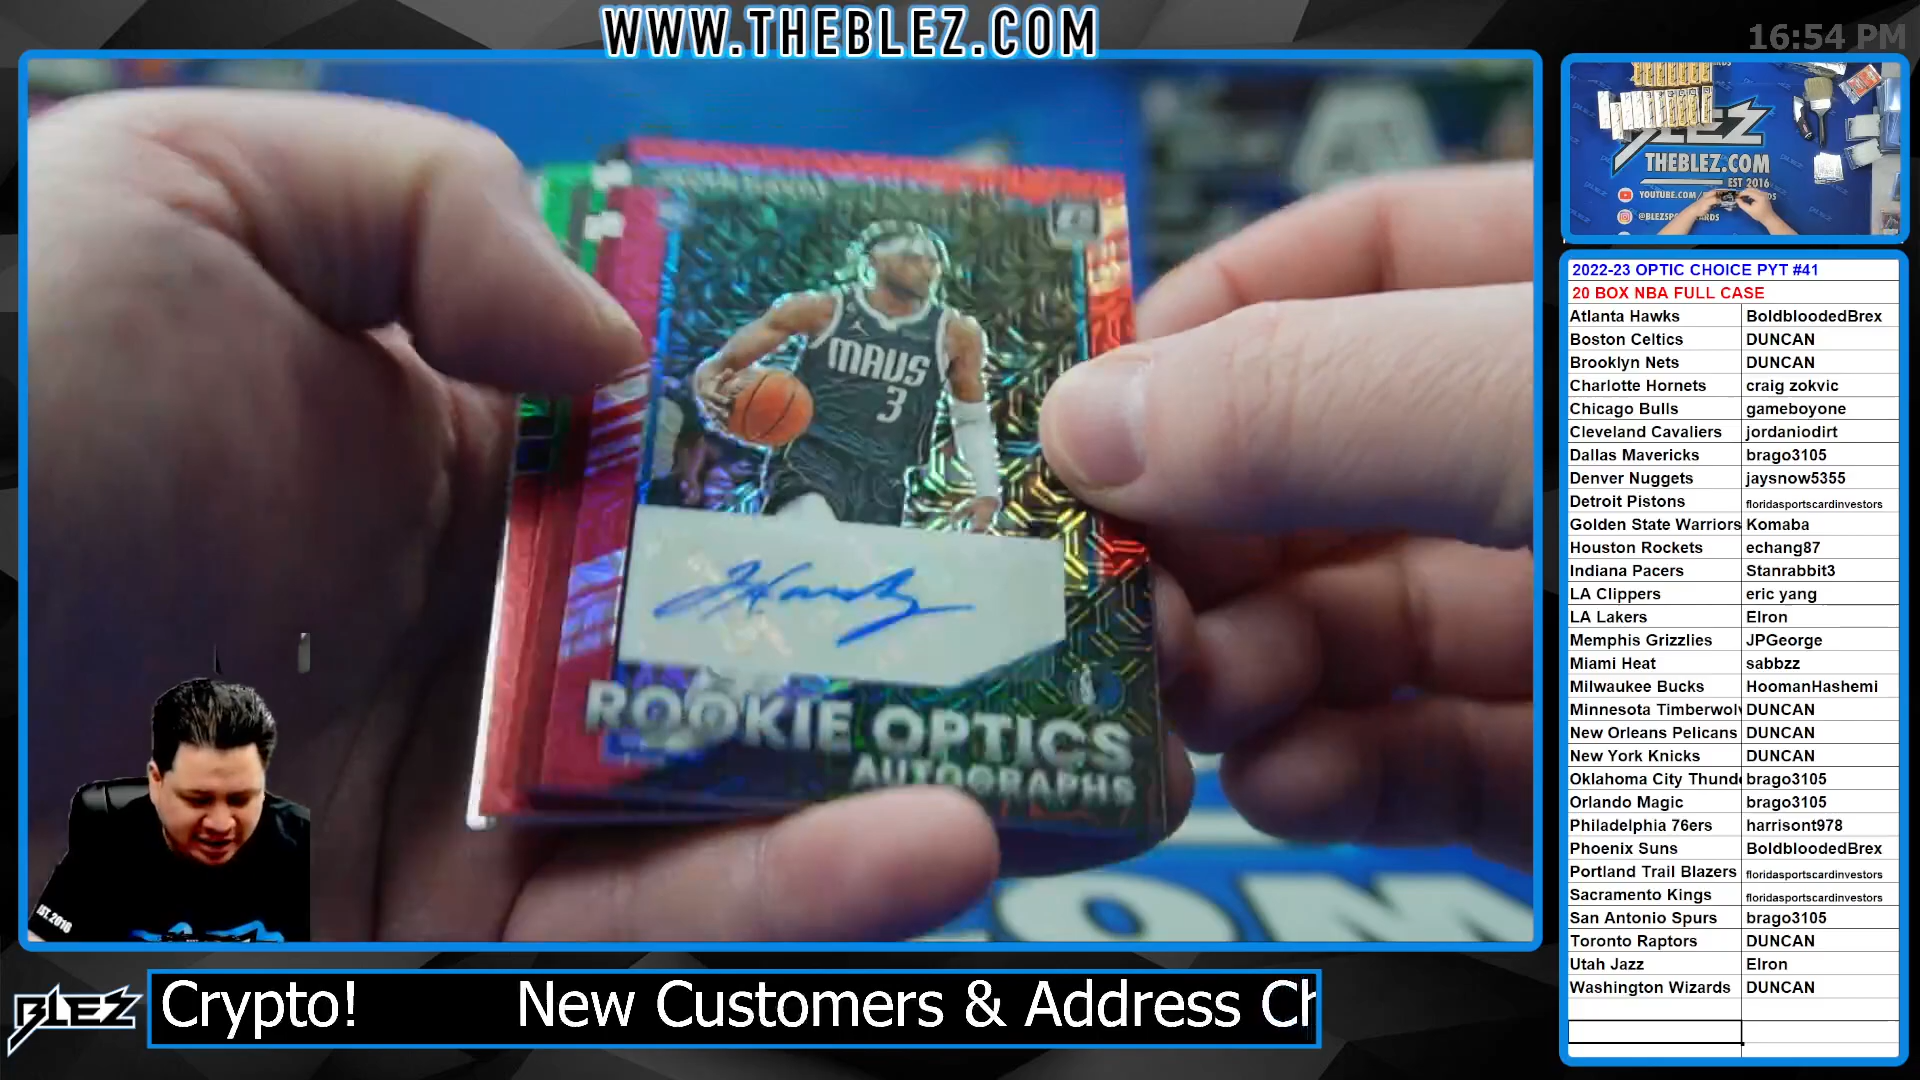 WWW.THEBLEZ.COM
16:54 PM
MAVS
3
ROOKIE OPTICS
AUTOGRAPHS
EST.2016
BLEZ
THEBLEZ.COM
EST 2016
2022-23 OPTIC CHOICE PYT #41
20 BOX NBA FULL CASE
Atlanta Hawks BoldbloodedBrex
Boston Celtics DUNCAN
Brooklyn Nets DUNCAN
Charlotte Hornets craig zokvic
Chicago Bulls gameboyone
Cleveland Cavaliers jordaniodirt
Dallas Mavericks brago3105
Denver Nuggets jaysnow5355
Detroit Pistons floridasportscardinvestors
Golden State Warriors Komaba
Houston Rockets echang87
Indiana Pacers Stanrabbit3
LA Clippers eric yang
LA Lakers Elron
Memphis Grizzlies JPGeorge
Miami Heat sabbzz
Milwaukee Bucks HoomanHashemi
Minnesota Timberwolv DUNCAN
New Orleans Pelicans DUNCAN
New York Knicks DUNCAN
Oklahoma City Thunde brago3105
Orlando Magic brago3105
Philadelphia 76ers harrisont978
Phoenix Suns BoldbloodedBrex
Portland Trail Blazers floridasportscardinvestors
Sacramento Kings floridasportscardinvestors
San Antonio Spurs brago3105
Toronto Raptors DUNCAN
Utah Jazz Elron
Washington Wizards DUNCAN
BLEZ
Crypto! New Customers & Address Ch